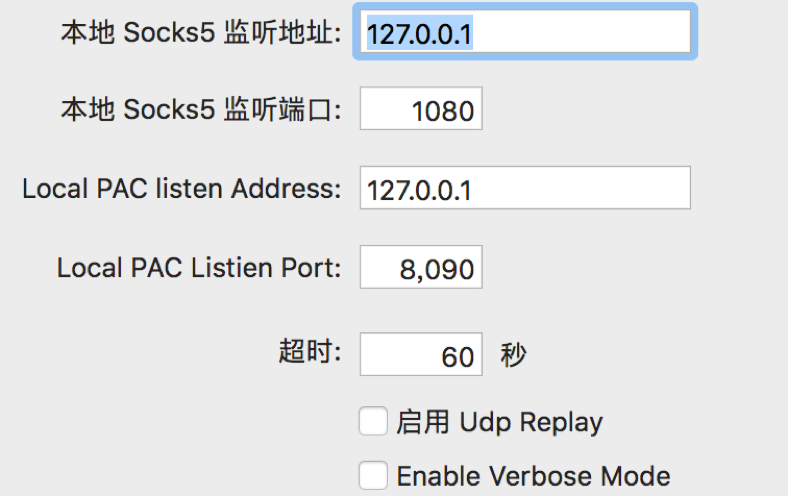 本地 Socks5 监听地址: 127.0.0.1
本地 Socks5 监听端口: 1080
Local PAC listen Address: 127.0.0.1
Local PAC Listien Port: 8,090
超时: 60 秒
启用 Udp Replay
Enable Verbose Mode